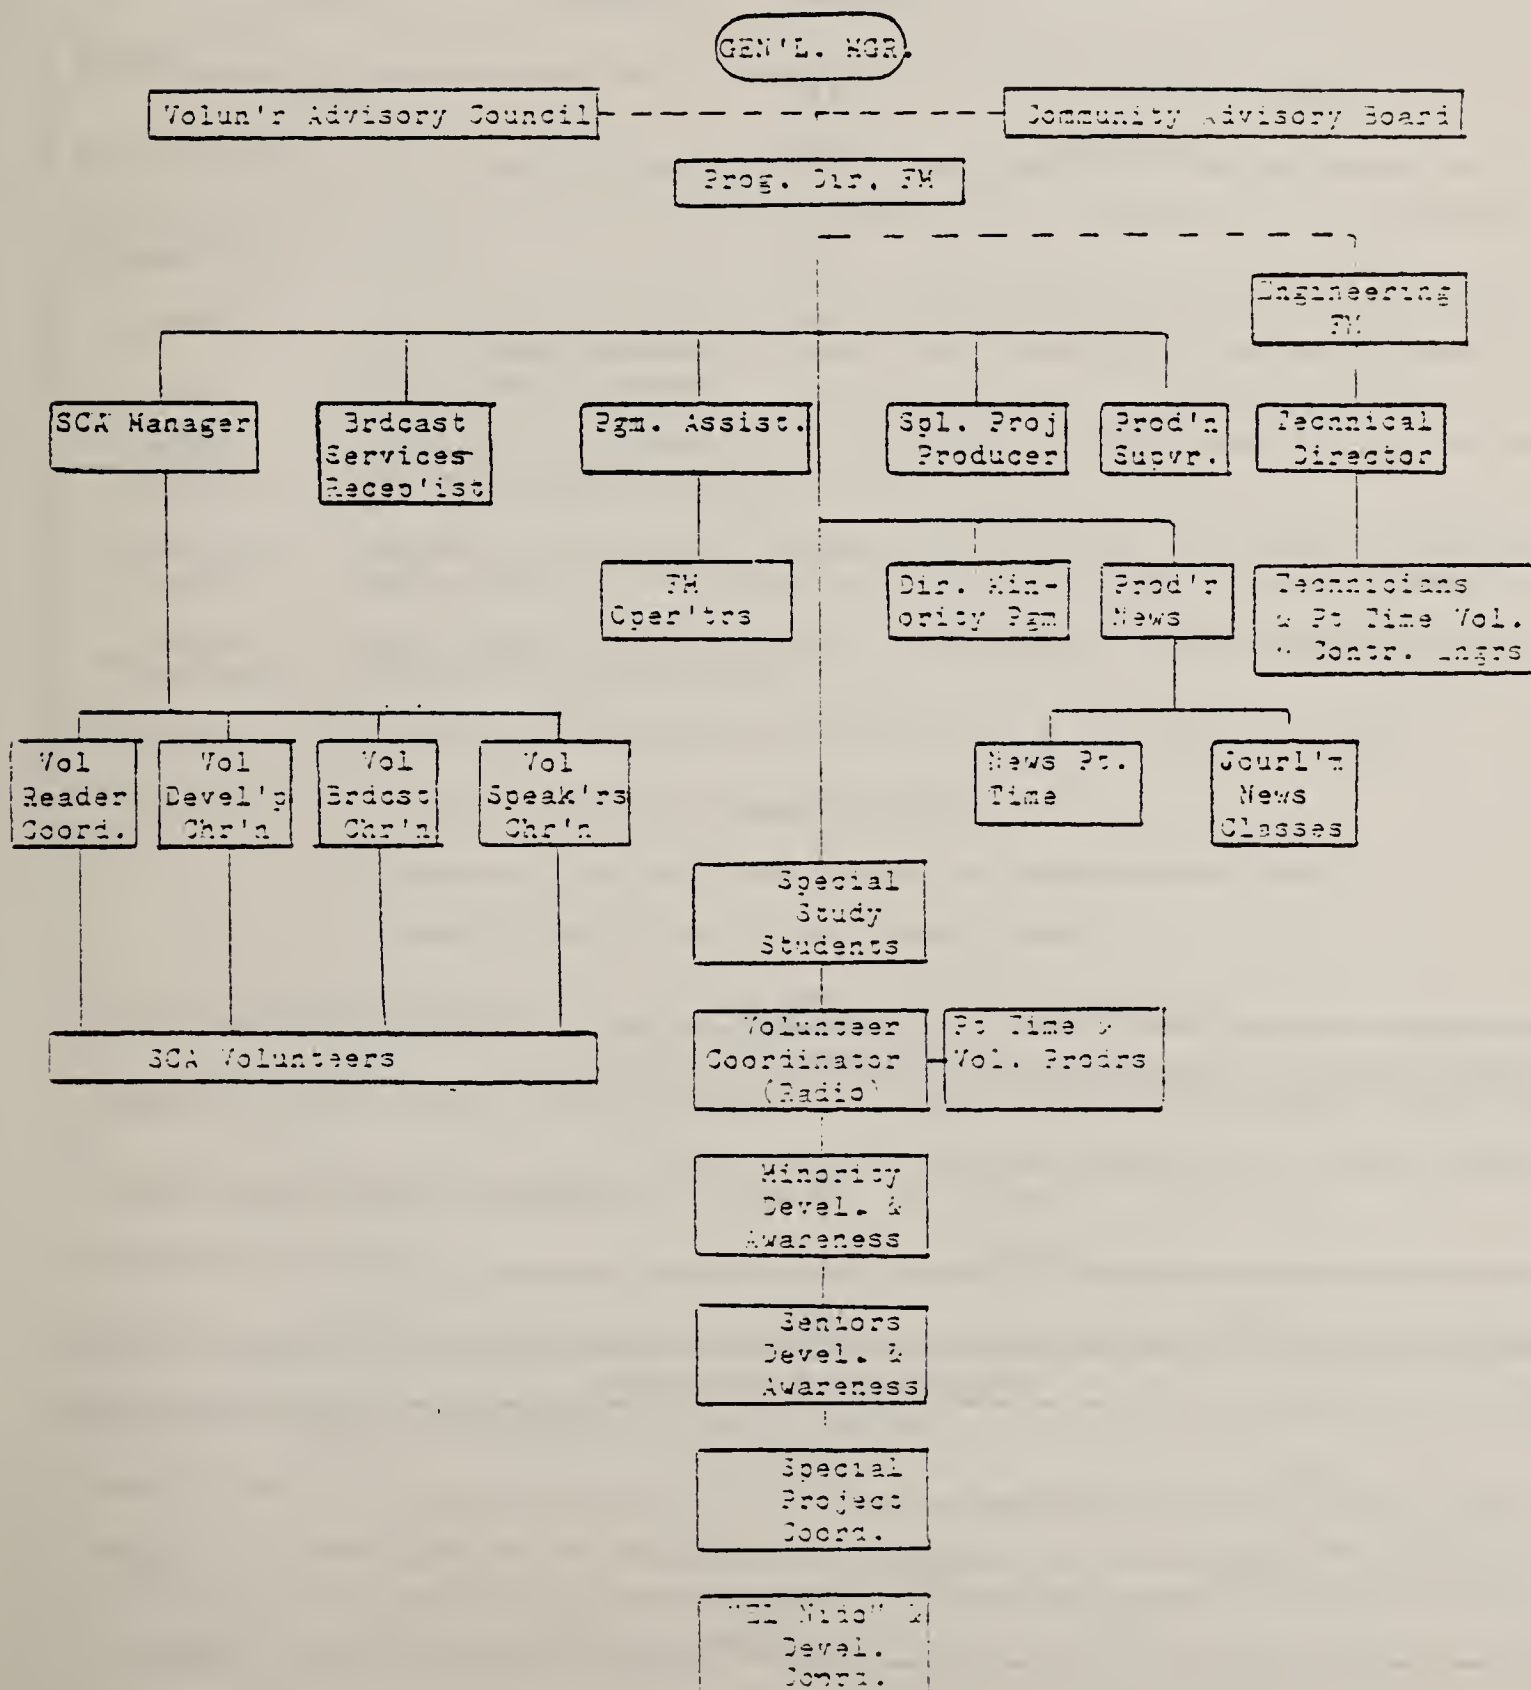 GEN'L. MGR.
Volun'r Advisory Council
Community Advisory Board
Prog. Dir. FM
Engineering
FM
SCA Manager
Brdcast
Services
Recep'ist
Pgm. Assist.
Spl. Proj
Producer
Prod'n
Supvr.
Technical
Director
FM
Oper'trs
Dir. Min-
ority Pgm
Prod'r
News
Technicians
& Pt Time Vol.
& Contr. Engrs
Vol
Reader
Coord.
Vol
Devel'p
Chr'n
Vol
Brdcst
Chr'n
Vol
Speak'rs
Chr'n
News Pt.
Time
Jourl'm
News
Classes
Special
Study
Students
SCA Volunteers
Volunteer
Coordinator
(Radio)
Pt Time &
Vol. Prodrs
Minority
Devel. &
Awareness
Seniors
Devel. &
Awareness
Special
Project
Coord.
"El Nido" &
Devel.
Coord.